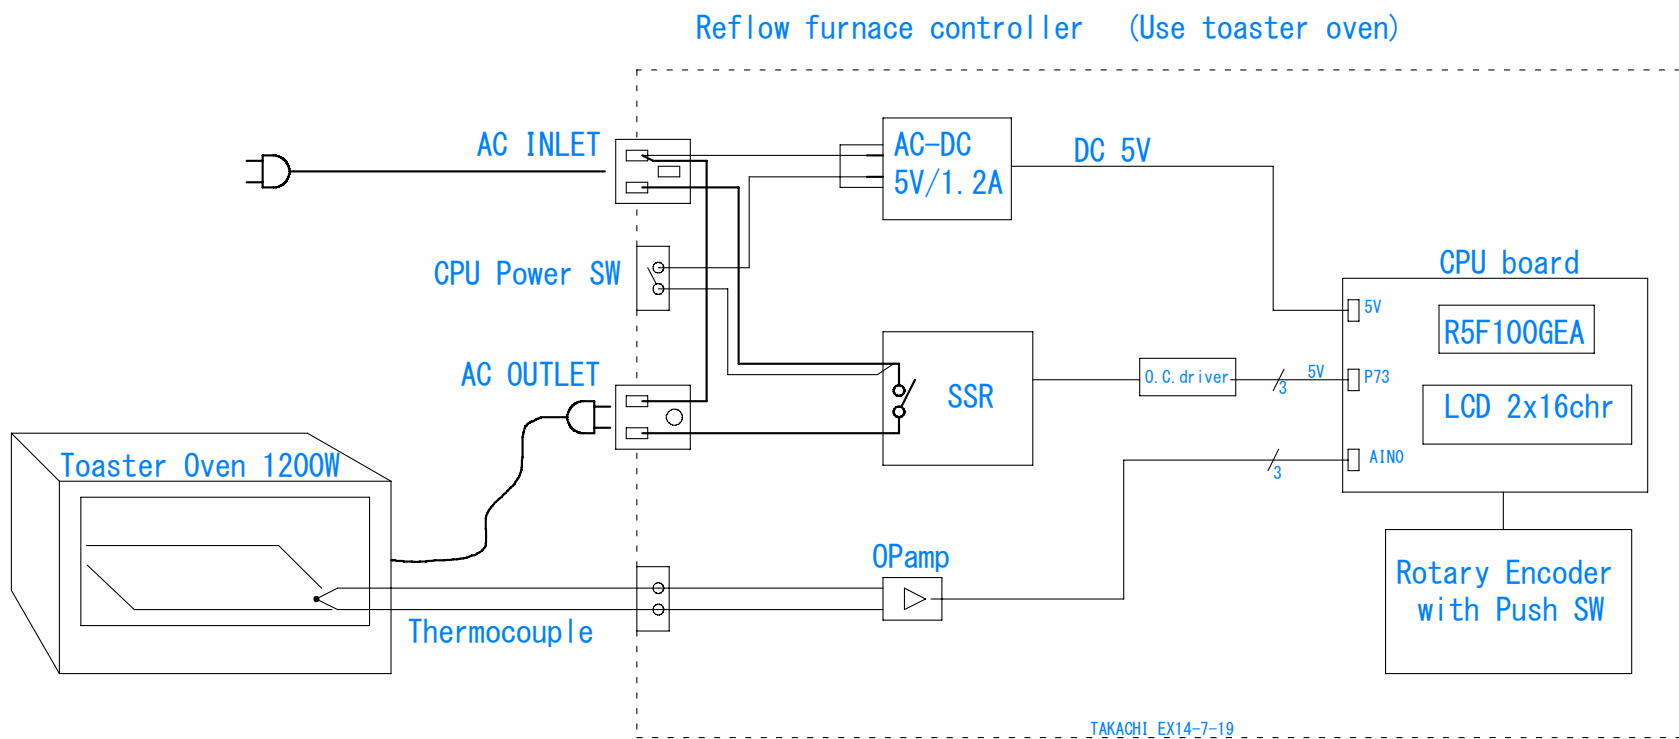 Reflow furnace controller (Use toaster oven)
AC INLET
AC-DC
5V/1.2A
DC 5V
CPU Power SW
CPU board
5V
R5F100GEA
AC OUTLET
SSR
O.C.driver
5V
3
P73
LCD 2x16chr
Toaster Oven 1200W
3
AIN0
OPamp
Rotary Encoder
with Push SW
Thermocouple
TAKACHI EX14-7-19